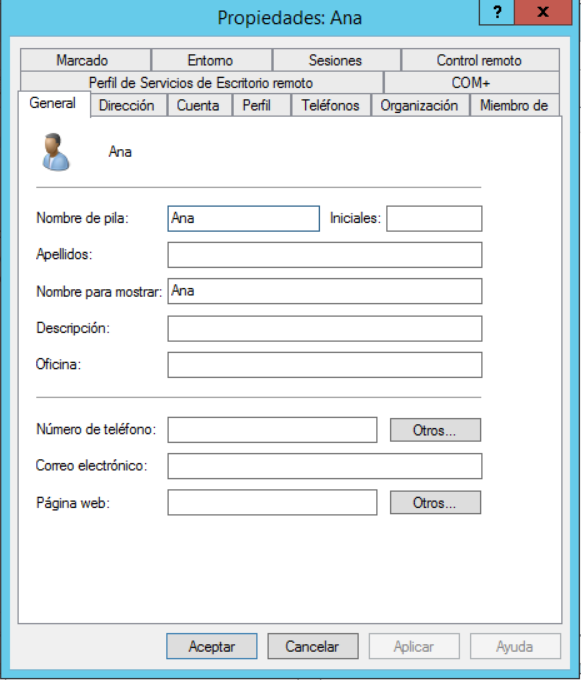 Propiedades: Ana
? x
Marcado Entorno Sesiones Control remoto
Perfil de Servicios de Escritorio remoto COM+
General Dirección Cuenta Perfil Teléfonos Organización Miembro de
Ana
Nombre de pila: Ana Iniciales:
Apellidos:
Nombre para mostrar: Ana
Descripción:
Oficina:
Número de teléfono: Otros...
Correo electrónico:
Página web: Otros...
Aceptar Cancelar Aplicar Ayuda